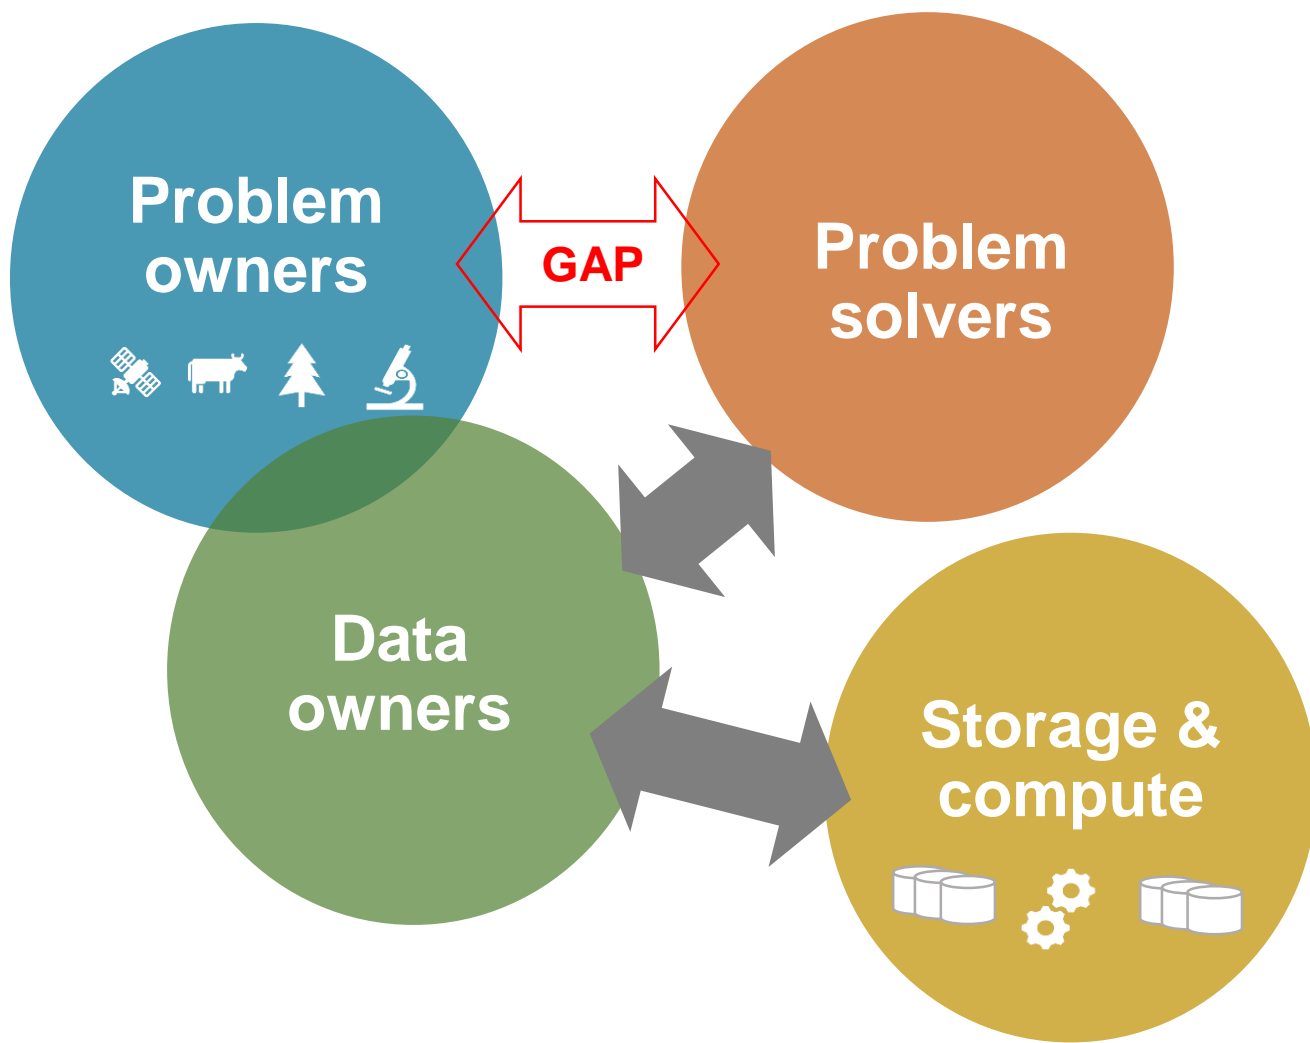 Problem
owners
GAP
Problem
solvers
Data
owners
Storage &
compute